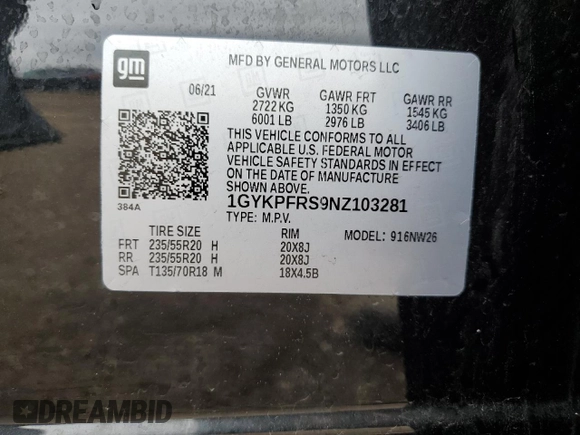 gm
MFD BY GENERAL MOTORS LLC
06/21 GVWR GAWR FRT GAWR RR
2722 KG 1350 KG 1545 KG
6001 LB 2976 LB 3406 LB
THIS VEHICLE CONFORMS TO ALL
APPLICABLE U.S. FEDERAL MOTOR
VEHICLE SAFETY STANDARDS IN EFFECT
ON THE DATE OF MANUFACTURE
SHOWN ABOVE.
384A
1GYKPFRS9NZ103281
TYPE: M.P.V.
MODEL: 916NW26
TIRE SIZE RIM
FRT 235/55R20 H 20X8J
RR 235/55R20 H 20X8J
SPA T135/70R18 M 18X4.5B
DREAMBID